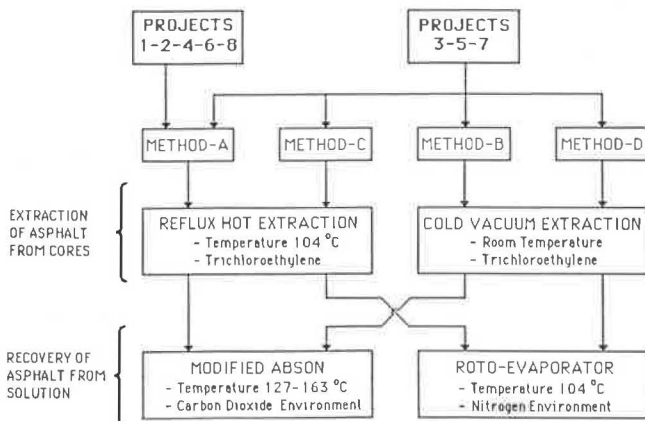 PROJECTS
1-2-4-6-8
PROJECTS
3-5-7
METHOD-A
METHOD-C
METHOD-B
METHOD-D
EXTRACTION
OF ASPHALT
FROM CORES
REFLUX HOT EXTRACTION
- Temperature 104 °C
- Trichloroethylene
COLD VACUUM EXTRACTION
- Room Temperature
- Trichloroethylene
RECOVERY OF
ASPHALT FROM
SOLUTION
MODIFIED ABSON
- Temperature 127-163 °C
- Carbon Dioxide Environment
ROTO-EVAPORATOR
- Temperature 104 °C
- Nitrogen Environment